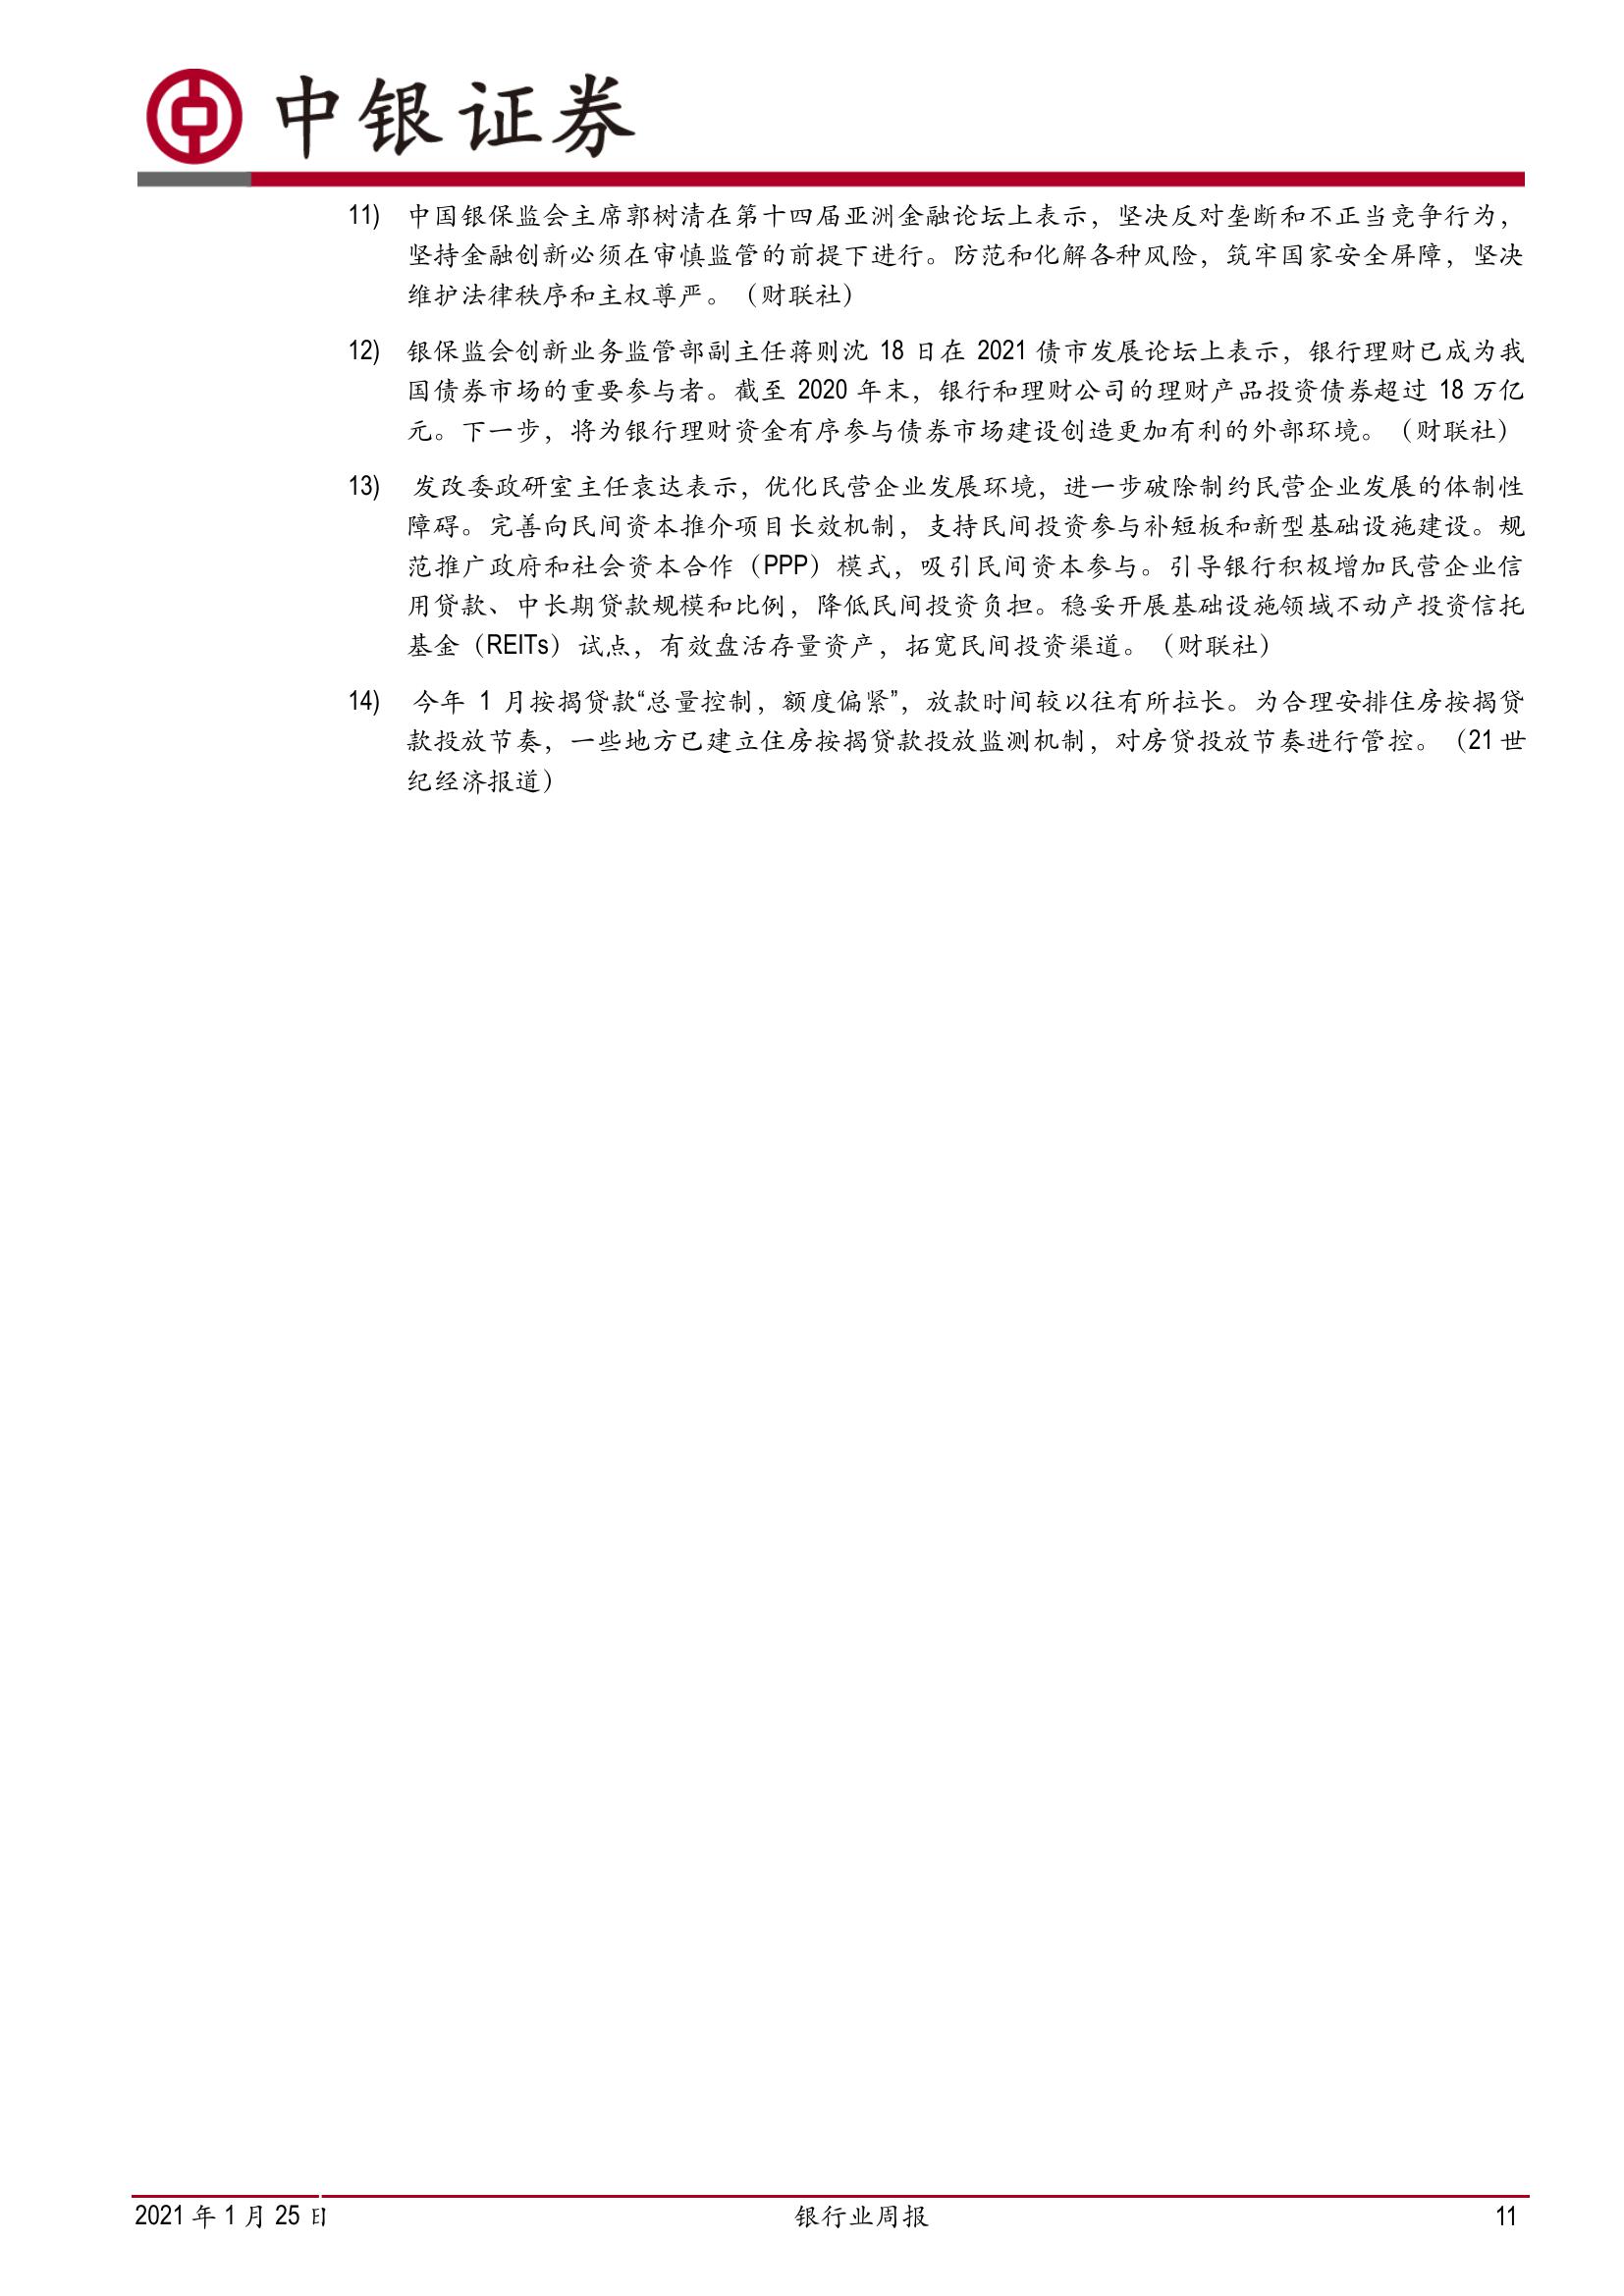 中银证券
11) 中国银保监会主席郭树清在第十四届亚洲金融论坛上表示，坚决反对垄断和不正当竞争行为，
坚持金融创新必须在审慎监管的前提下进行。防范和化解各种风险，筑牢国家安全屏障，坚决
维护法律秩序和主权尊严。（财联社）
12) 银保监会创新业务监管部副主任蒋则沈 18 日在 2021 债市发展论坛上表示，银行理财已成为我
国债券市场的重要参与者。截至 2020 年末，银行和理财公司的理财产品投资债券超过 18 万亿
元。下一步，将为银行理财资金有序参与债券市场建设创造更加有利的外部环境。（财联社）
13) 发改委政研室主任袁达表示，优化民营企业发展环境，进一步破除制约民营企业发展的体制性
障碍。完善向民间资本推介项目长效机制，支持民间投资参与补短板和新型基础设施建设。规
范推广政府和社会资本合作（PPP）模式，吸引民间资本参与。引导银行积极增加民营企业信
用贷款、中长期贷款规模和比例，降低民间投资负担。稳妥开展基础设施领域不动产投资信托
基金（REITs）试点，有效盘活存量资产，拓宽民间投资渠道。（财联社）
14) 今年 1 月按揭贷款“总量控制，额度偏紧”，放款时间较以往有所拉长。为合理安排住房按揭贷
款投放节奏，一些地方已建立住房按揭贷款投放监测机制，对房贷投放节奏进行管控。（21 世
纪经济报道）
2021 年 1 月 25 日 银行业周报 11